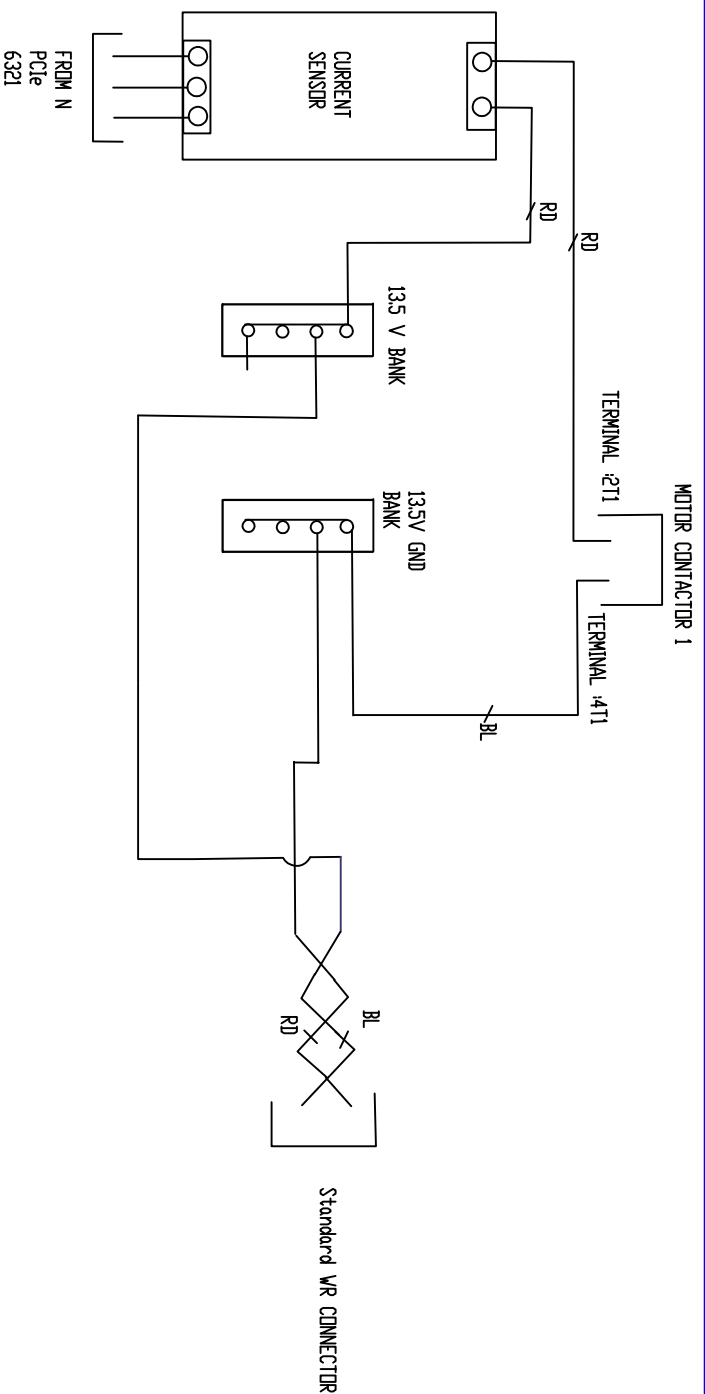 MOTOR CONTACTOR 1
TERMINAL :2T1
TERMINAL :4T1
RD
RD
BL
CURRENT
SENSOR
13.5 V BANK
13.5V GND
BANK
BL
RD
Standard WR CONNECTOR
FROM N
PCIe
6321